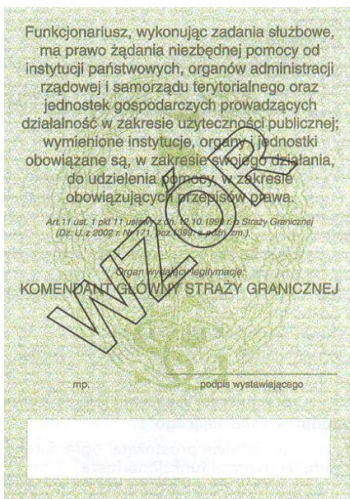 Funkcjonariusz, wykonując zadania służbowe,
ma prawo żądania niezbędnej pomocy od
instytucji państwowych, organów administracji
rządowej i samorządu terytorialnego oraz
jednostek gospodarczych prowadzących
działalność w zakresie użyteczności publicznej;
wymienione instytucje, organy i jednostki
obowiązane są, w zakresie swojego działania,
do udzielenia pomocy, w zakresie
obowiązujących przepisów prawa.
Art.11 ust. 1 pkt 11 ustawy z dn. 12.10.1990 r. o Straży Granicznej
(Dz. U. z 2002 r. Nr 171, poz.1399, z późn. zm.).
WZÓR
Organ wydający legitymację:
KOMENDANT GŁÓWNY STRAŻY GRANICZNEJ
mp. podpis wystawiającego